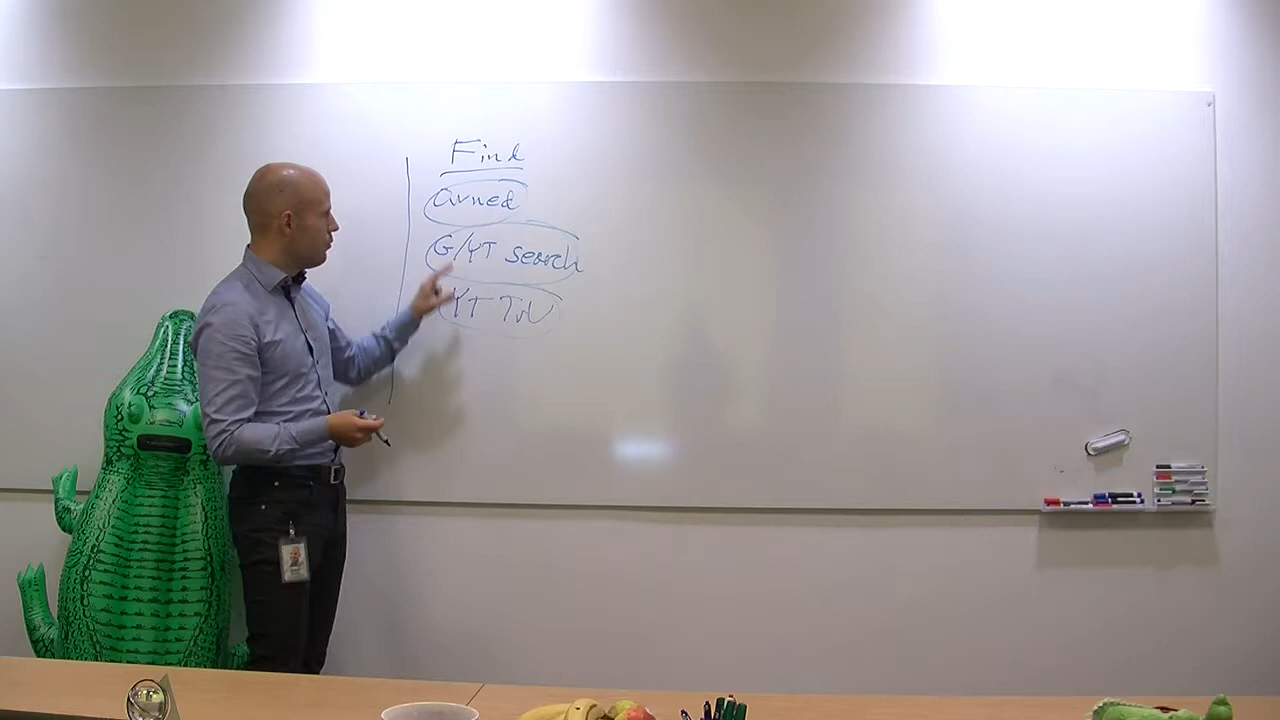 Find
Owned
G/YT search
YT TrV